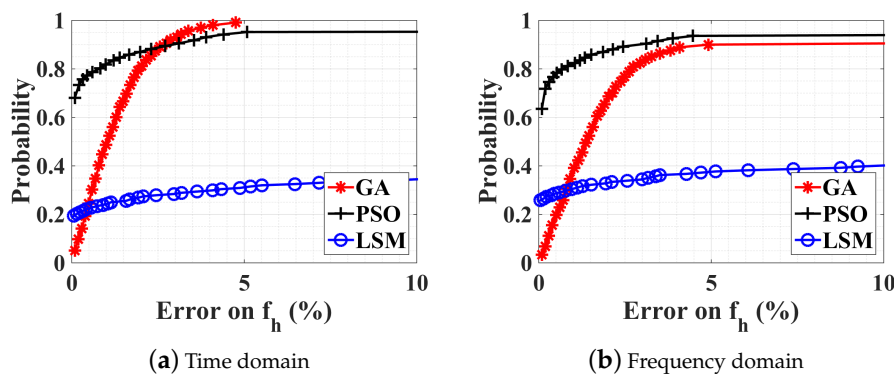 1
0.8
0.6
0.4
0.2
0
Probability
GA
PSO
LSM
0 5 10
Error on f_h (%)
(a) Time domain
1
0.8
0.6
0.4
0.2
0
Probability
GA
PSO
LSM
0 5 10
Error on f_h (%)
(b) Frequency domain